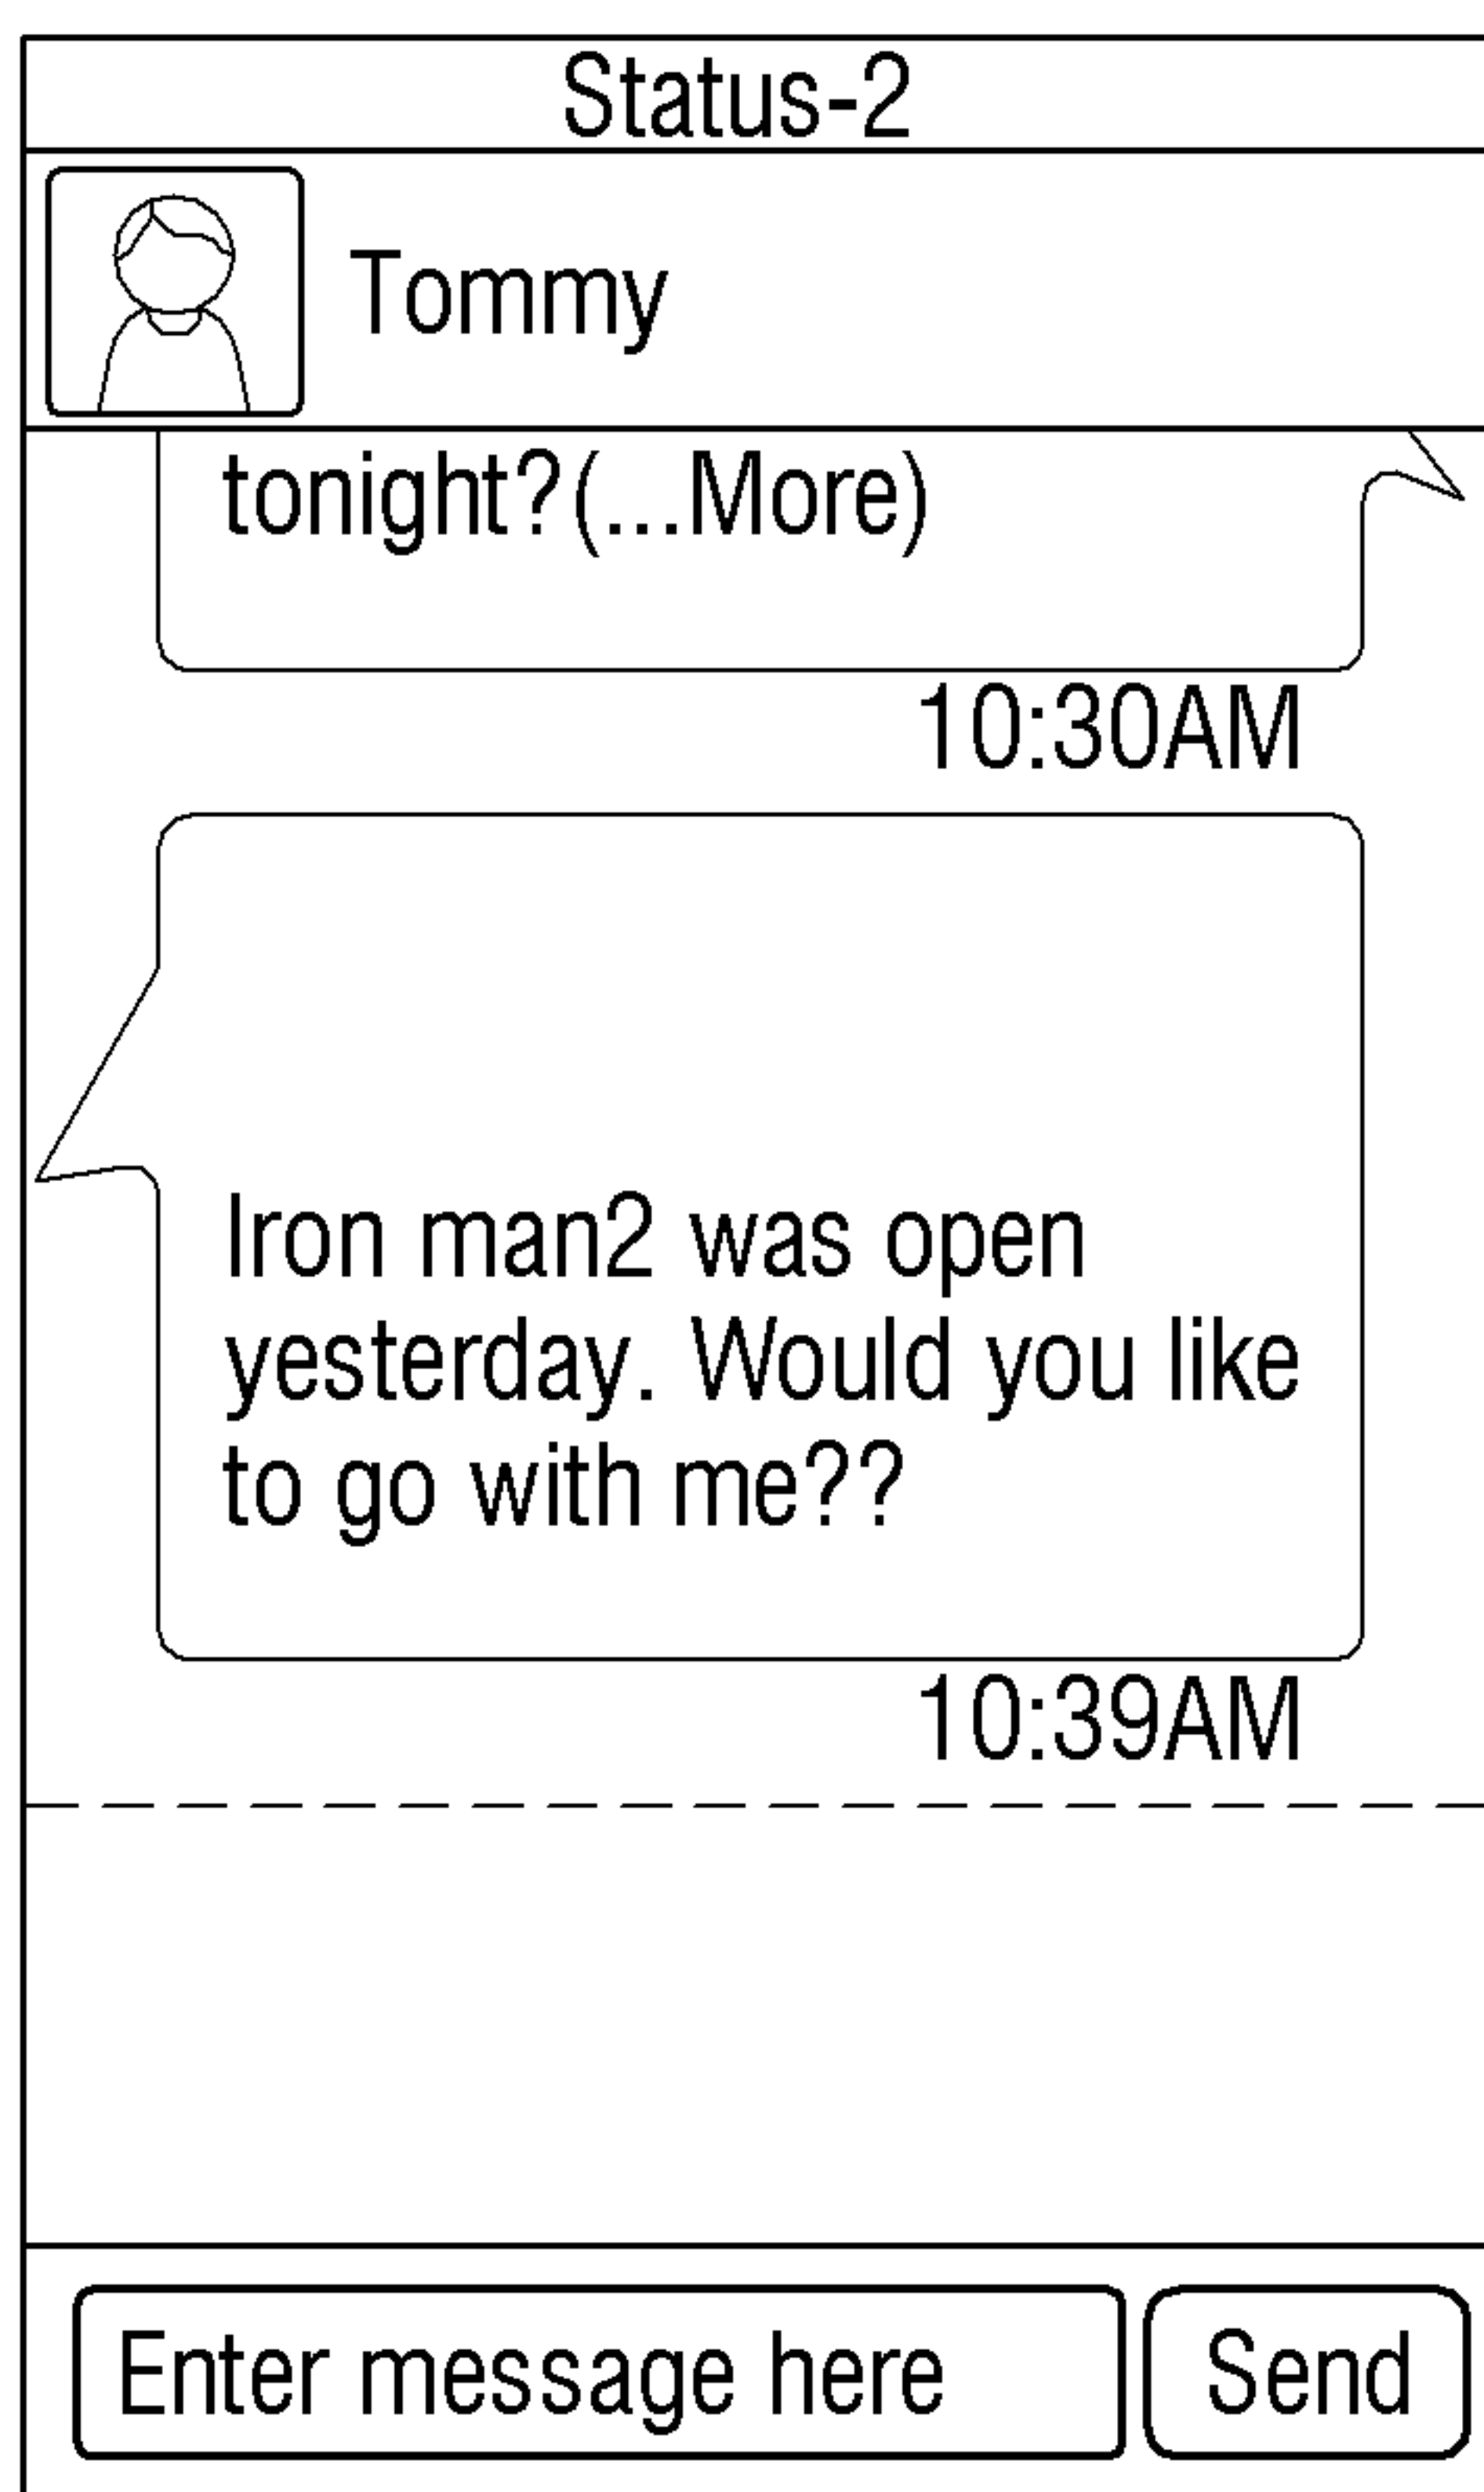 Status-2
Tommy
tonight?(...More)
10:30AM
Iron man2 was open
yesterday. Would you like
to go with me??
10:39AM
Enter message here
Send